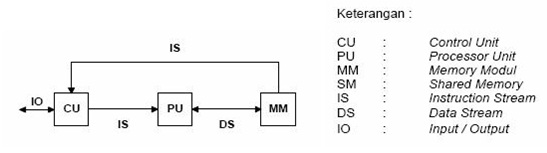 IS
IO
CU
PU
MM
IS
DS
Keterangan :
CU : Control Unit
PU : Processor Unit
MM : Memory Modul
SM : Shared Memory
IS : Instruction Stream
DS : Data Stream
IO : Input / Output